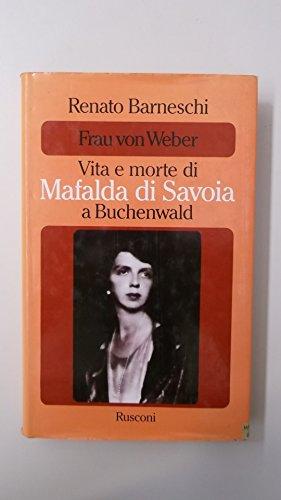 Renato Barneschi
Frau von Weber
Vita e morte di
Mafalda di Savoia
a Buchenwald
Rusconi